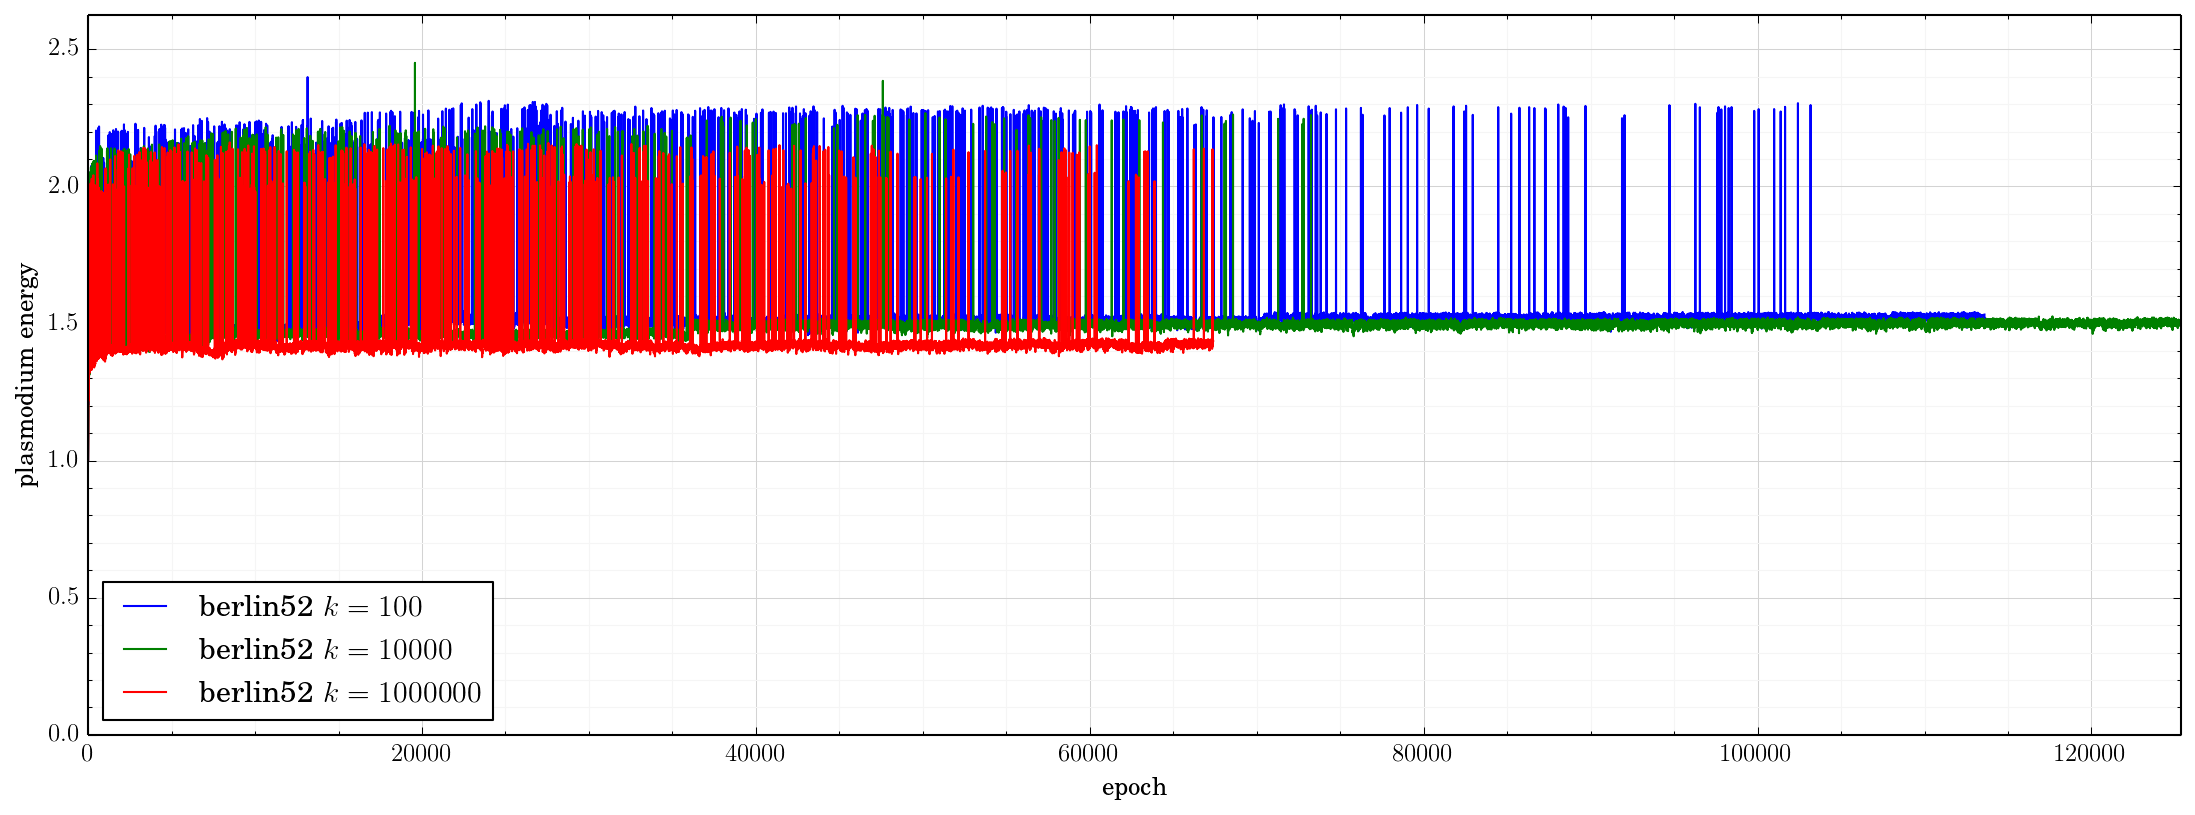 2.5
2.0
1.5
1.0
0.5
0.0
plasmodium energy
berlin52 k = 100
berlin52 k = 10000
berlin52 k = 1000000
0 20000 40000 60000 80000 100000 120000
epoch